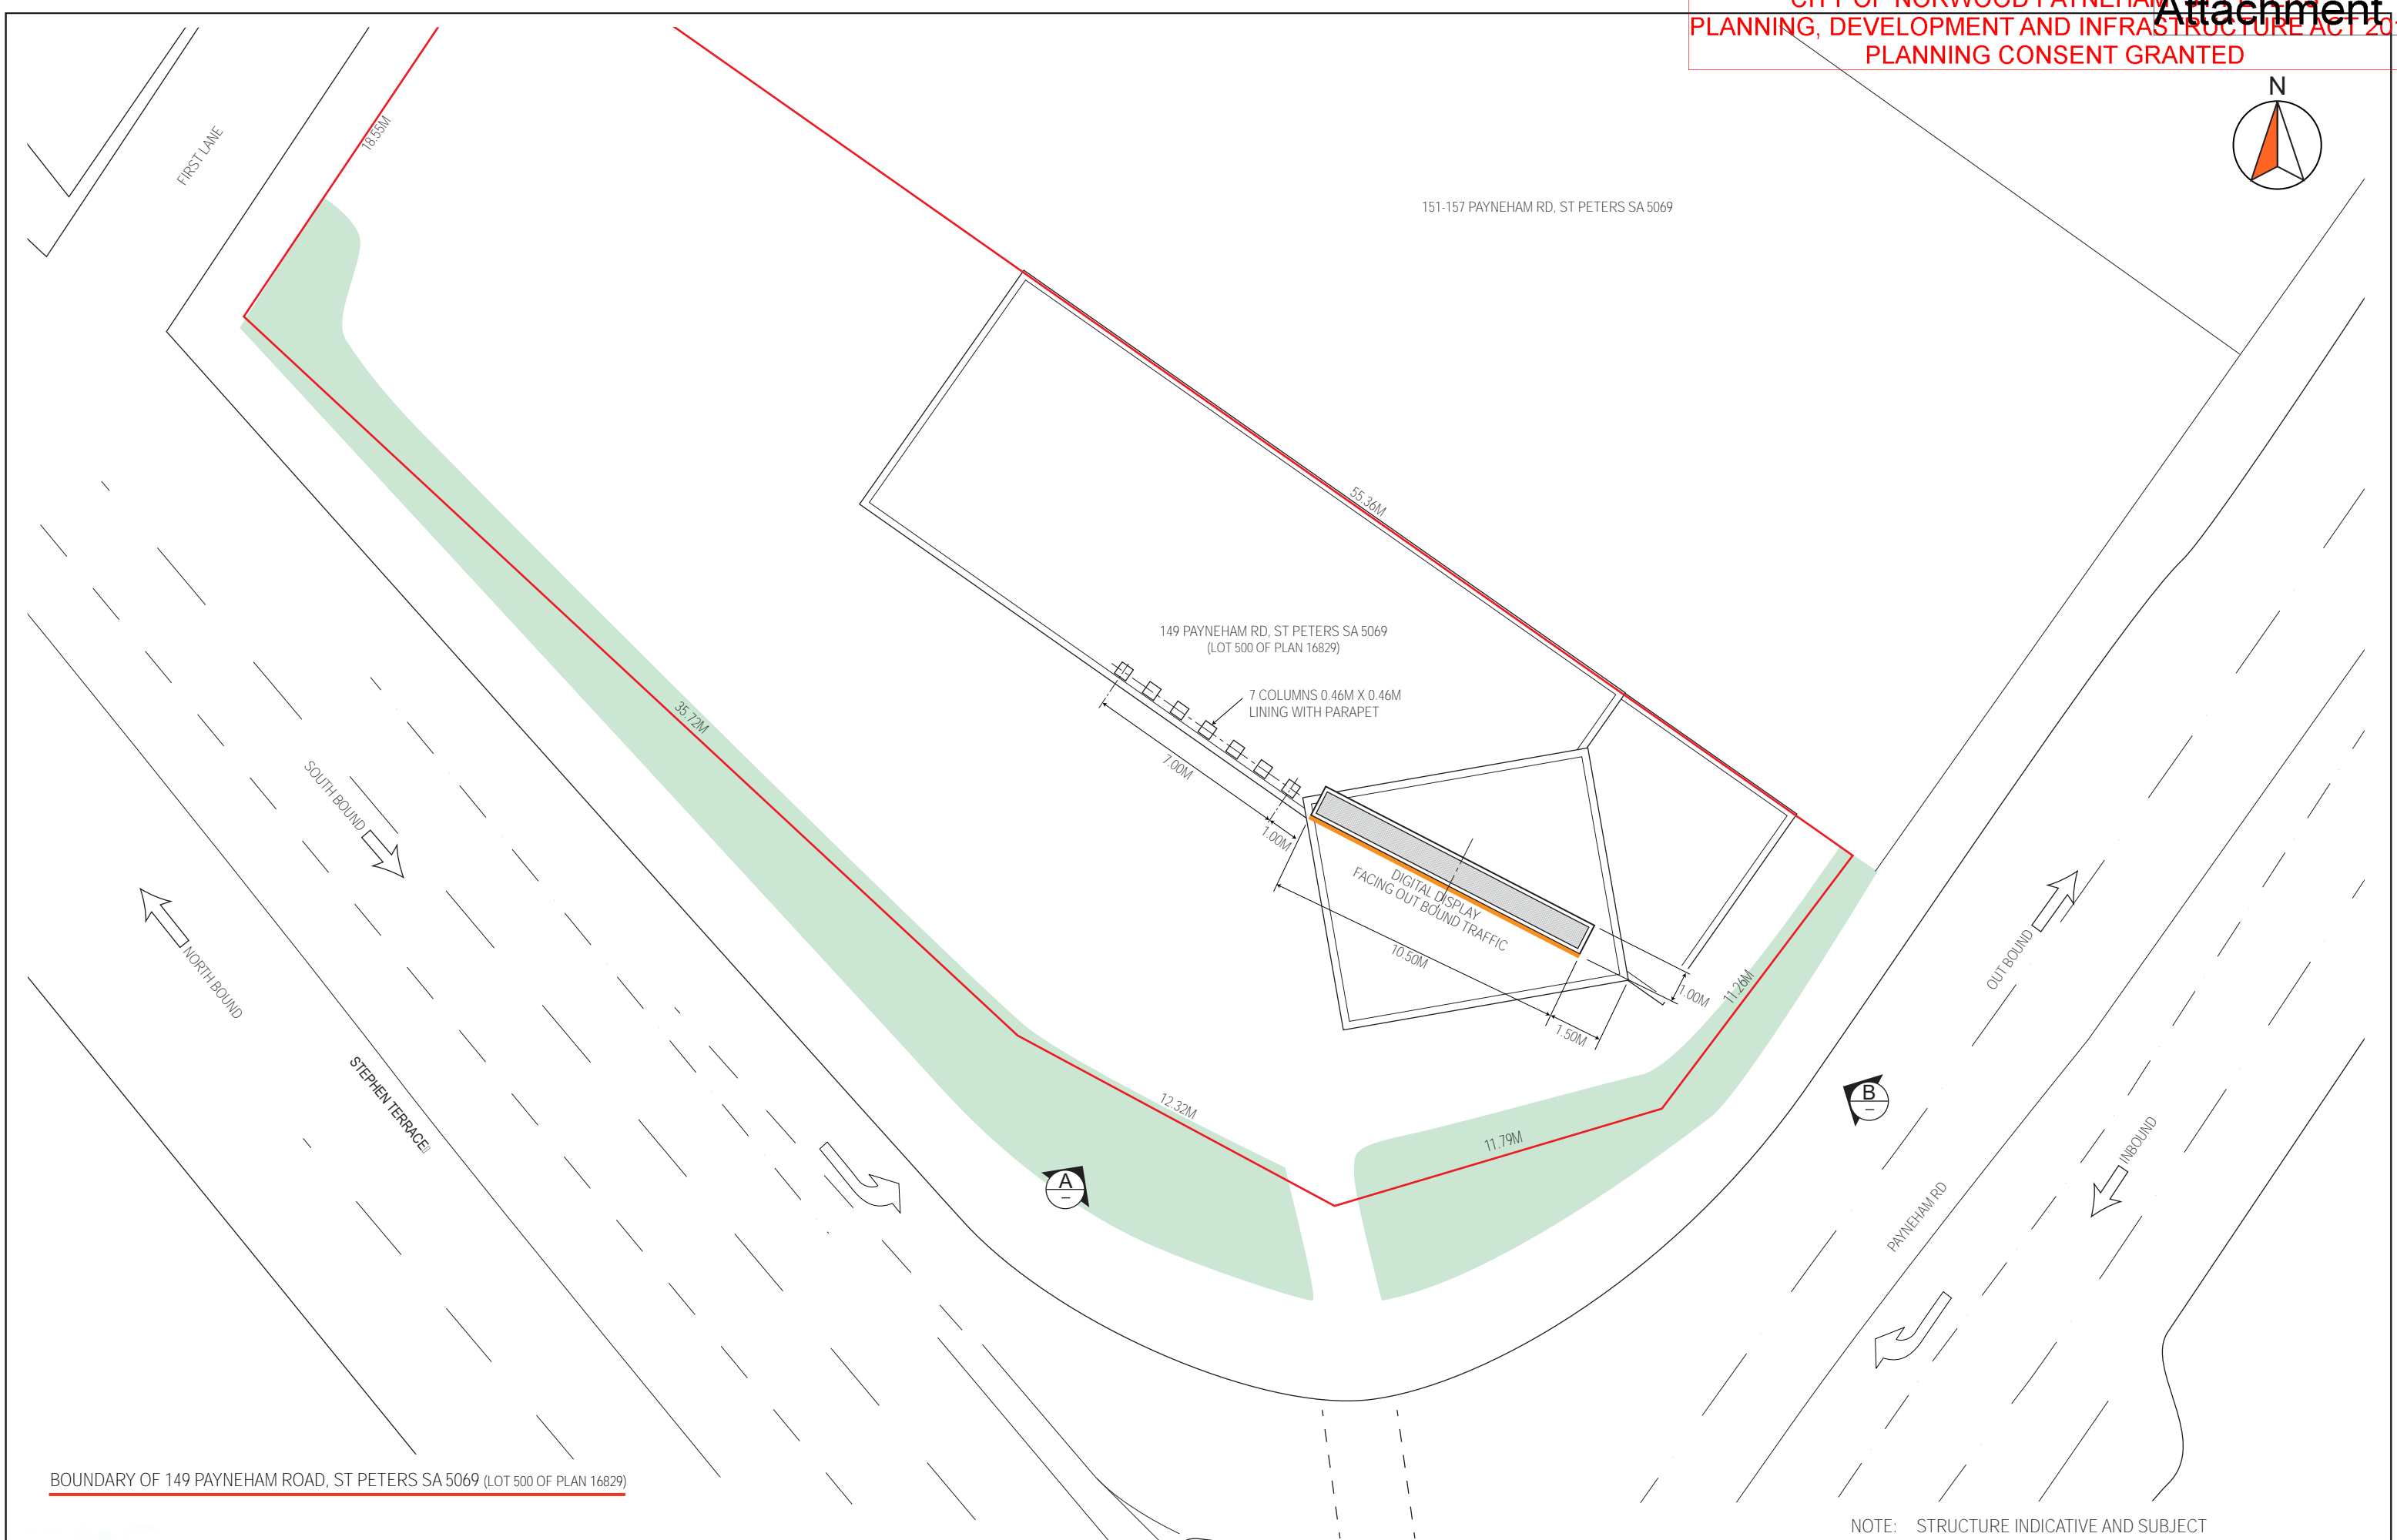 CITY OF NORWOOD PAYNEHAM
Attachment
PLANNING, DEVELOPMENT AND INFRASTRUCTURE ACT
PLANNING CONSENT GRANTED
N
FIRST LANE
18.55M
151-157 PAYNEHAM RD, ST PETERS SA 5069
55.36M
149 PAYNEHAM RD, ST PETERS SA 5069
(LOT 500 OF PLAN 16829)
7 COLUMNS 0.46M X 0.46M
LINING WITH PARAPET
35.72M
7.00M
1.00M
SOUTH BOUND
DIGITAL DISPLAY
FACING OUT BOUND TRAFFIC
10.50M
1.50M
1.00M
11.26M
OUT BOUND
NORTH BOUND
STEPHEN TERRACE
12.32M
11.79M
A
–
B
–
INBOUND
PAYNEHAM RD
BOUNDARY OF 149 PAYNEHAM ROAD, ST PETERS SA 5069 (LOT 500 OF PLAN 16829)
NOTE: STRUCTURE INDICATIVE AND SUBJECT